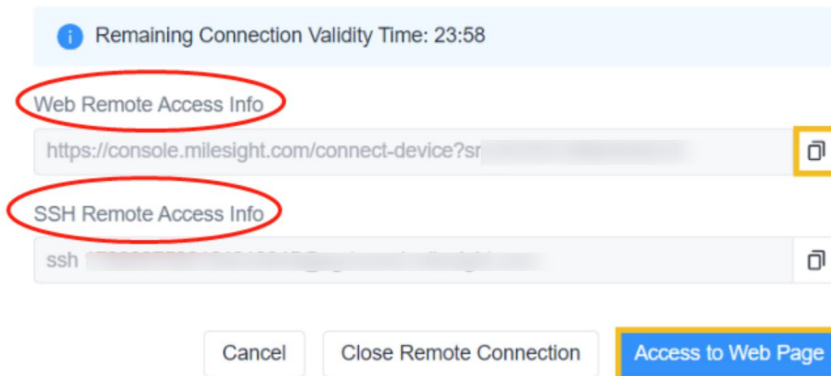 Remaining Connection Validity Time: 23:58
Web Remote Access Info
https://console.milesight.com/connect-device?sr
SSH Remote Access Info
ssh
Cancel
Close Remote Connection
Access to Web Page